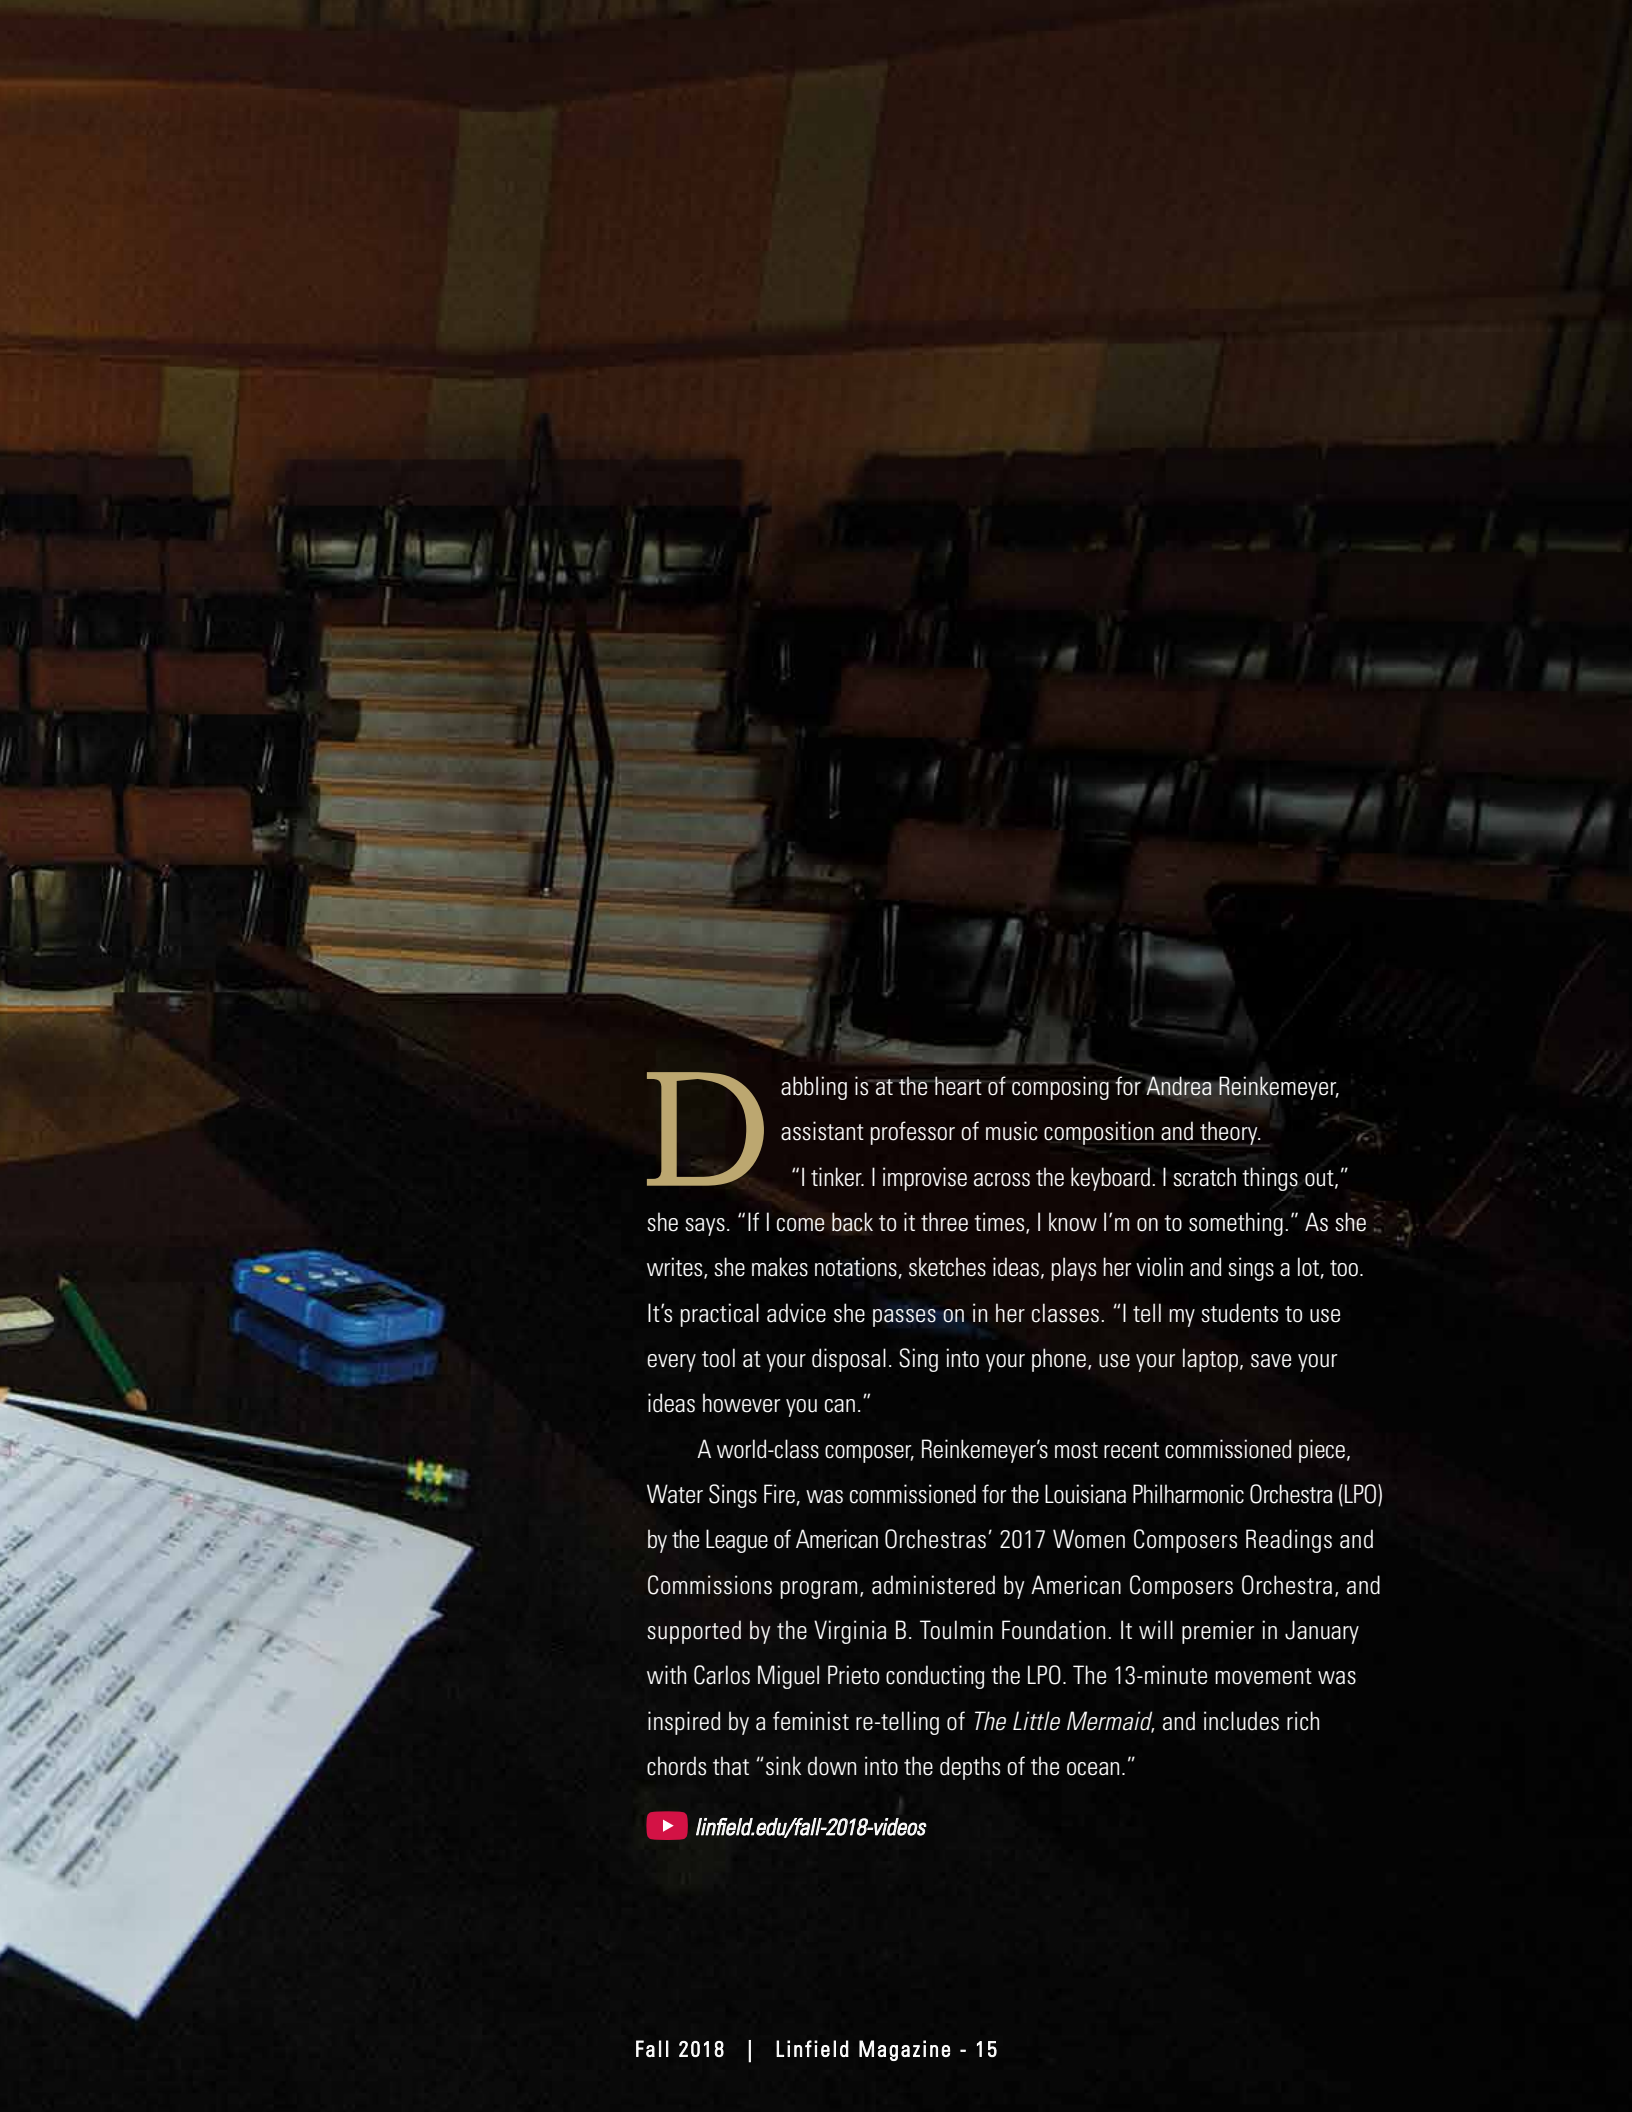 Dabbling is at the heart of composing for Andrea Reinkemeyer,
assistant professor of music composition and theory.
“I tinker. I improvise across the keyboard. I scratch things out,”
she says. “If I come back to it three times, I know I’m on to something.” As she
writes, she makes notations, sketches ideas, plays her violin and sings a lot, too.
It’s practical advice she passes on in her classes. “I tell my students to use
every tool at your disposal. Sing into your phone, use your laptop, save your
ideas however you can.”
A world-class composer, Reinkemeyer’s most recent commissioned piece,
Water Sings Fire, was commissioned for the Louisiana Philharmonic Orchestra (LPO)
by the League of American Orchestras’ 2017 Women Composers Readings and
Commissions program, administered by American Composers Orchestra, and
supported by the Virginia B. Toulmin Foundation. It will premier in January
with Carlos Miguel Prieto conducting the LPO. The 13-minute movement was
inspired by a feminist re-telling of The Little Mermaid, and includes rich
chords that “sink down into the depths of the ocean.”
linfield.edu/fall-2018-videos
Fall 2018 | Linfield Magazine - 15